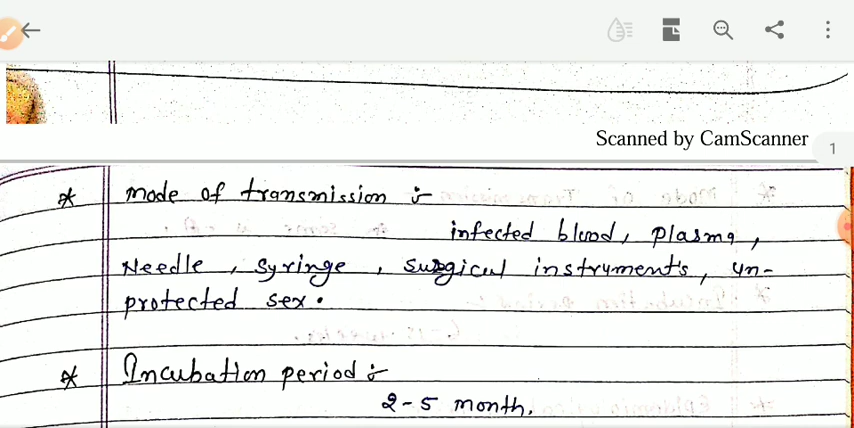 Scanned by CamScanner
1
* mode of transmission :-
infected blood, plasma,
Needle, syringe, surgical instrument's, un-
protected sex.
* Incubation period :-
2-5 month.